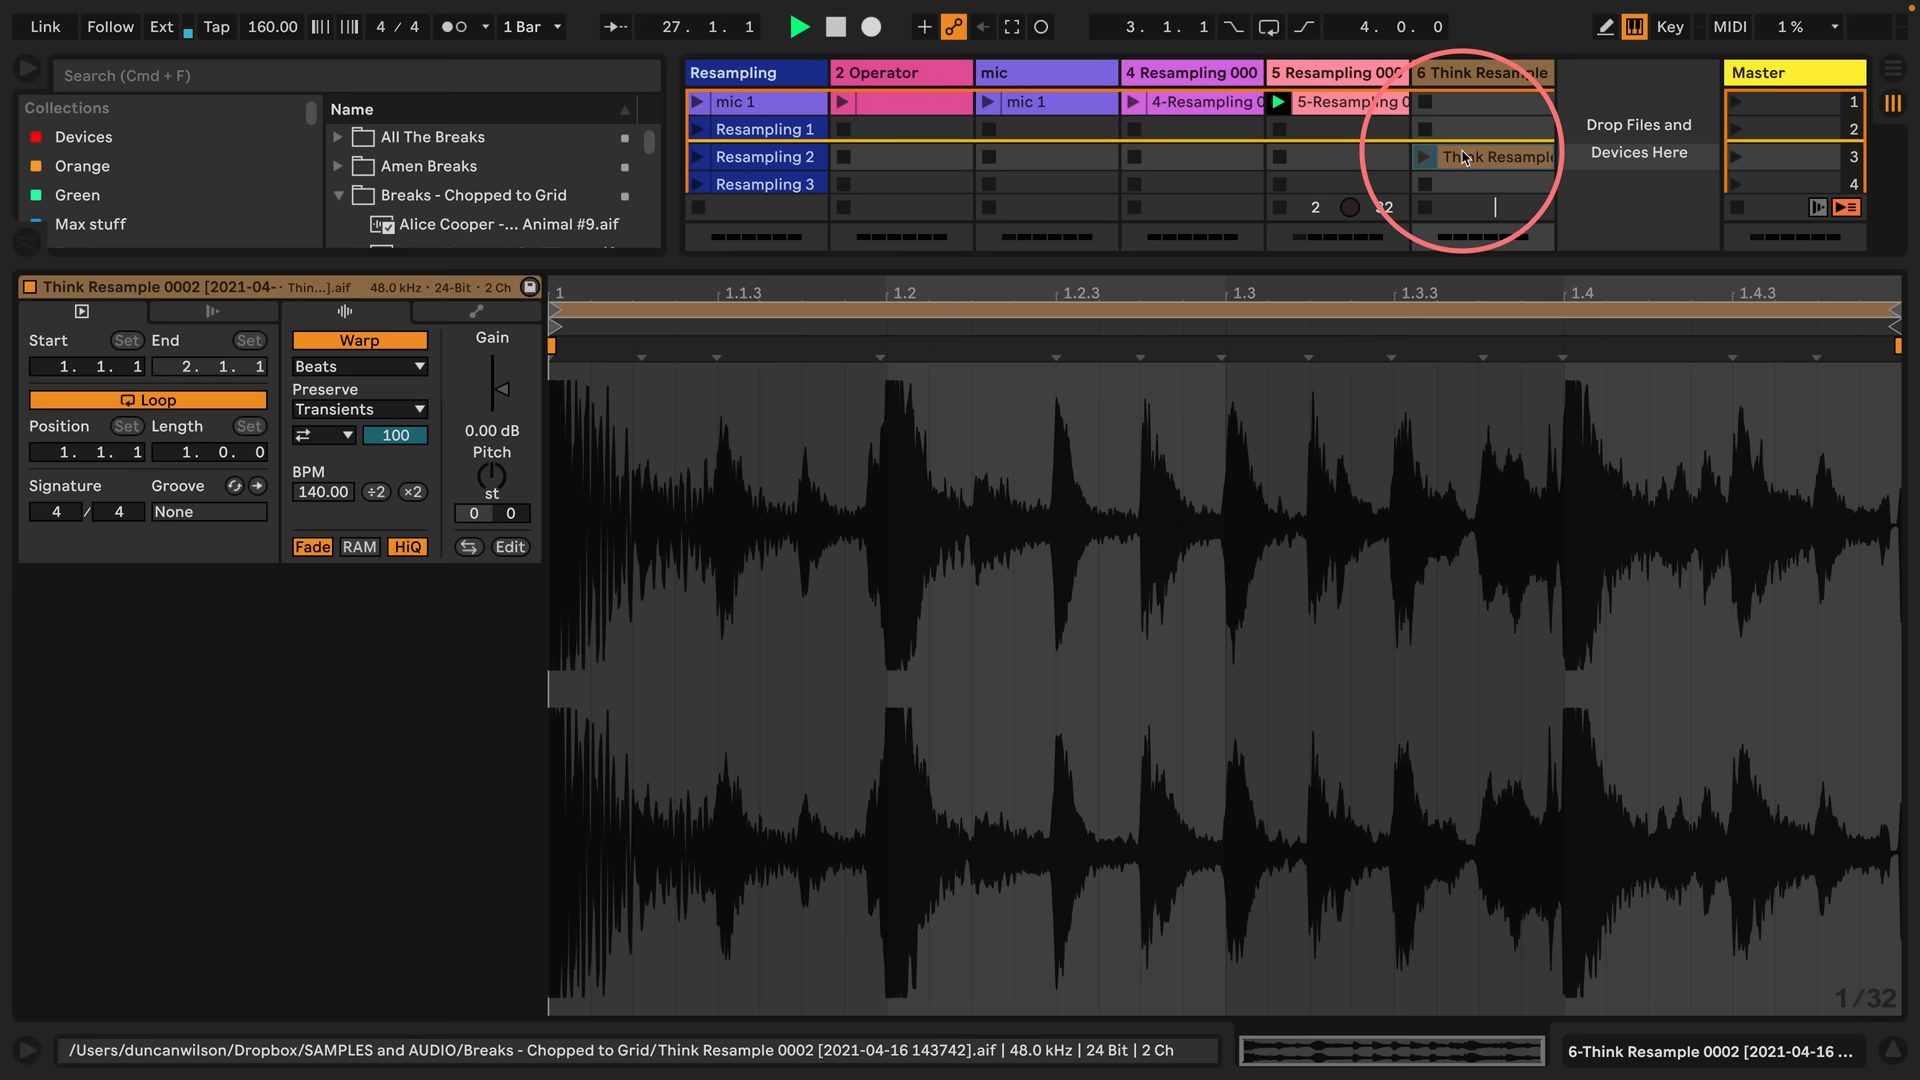 Link Follow Ext Tap 160.00 4 / 4 1 Bar 27. 1. 1 3. 1. 1 4. 0. 0 Key MIDI 1 %
Search (Cmd + F)
Collections
Devices
Orange
Green
Max stuff
Name
All The Breaks
Amen Breaks
Breaks - Chopped to Grid
Alice Cooper -... Animal #9.aif
Resampling 2 Operator mic 4 Resampling 000 5 Resampling 000 6 Think Resample Master
mic 1 mic 1 4-Resampling 0 5-Resampling 0 1
Resampling 1 2
Resampling 2 Think Resample 3
Resampling 3 4
2 32
Drop Files and
Devices Here
Think Resample 0002 [2021-04- Thin...].aif 48.0 kHz · 24-Bit · 2 Ch
Start Set End Set
1. 1. 1 2. 1. 1
Loop
Position Set Length Set
1. 1. 1 1. 0. 0
Signature Groove
4 / 4 None
Warp
Beats
Preserve
Transients
100
BPM
140.00 ÷2 ×2
Fade RAM HiQ
Gain
0.00 dB
Pitch
st
0 0
Edit
1 1.1.3 1.2 1.2.3 1.3 1.3.3 1.4 1.4.3
1/32
/Users/duncanwilson/Dropbox/SAMPLES and AUDIO/Breaks - Chopped to Grid/Think Resample 0002 [2021-04-16 143742].aif | 48.0 kHz | 24 Bit | 2 Ch
6-Think Resample 0002 [2021-04-16 ...